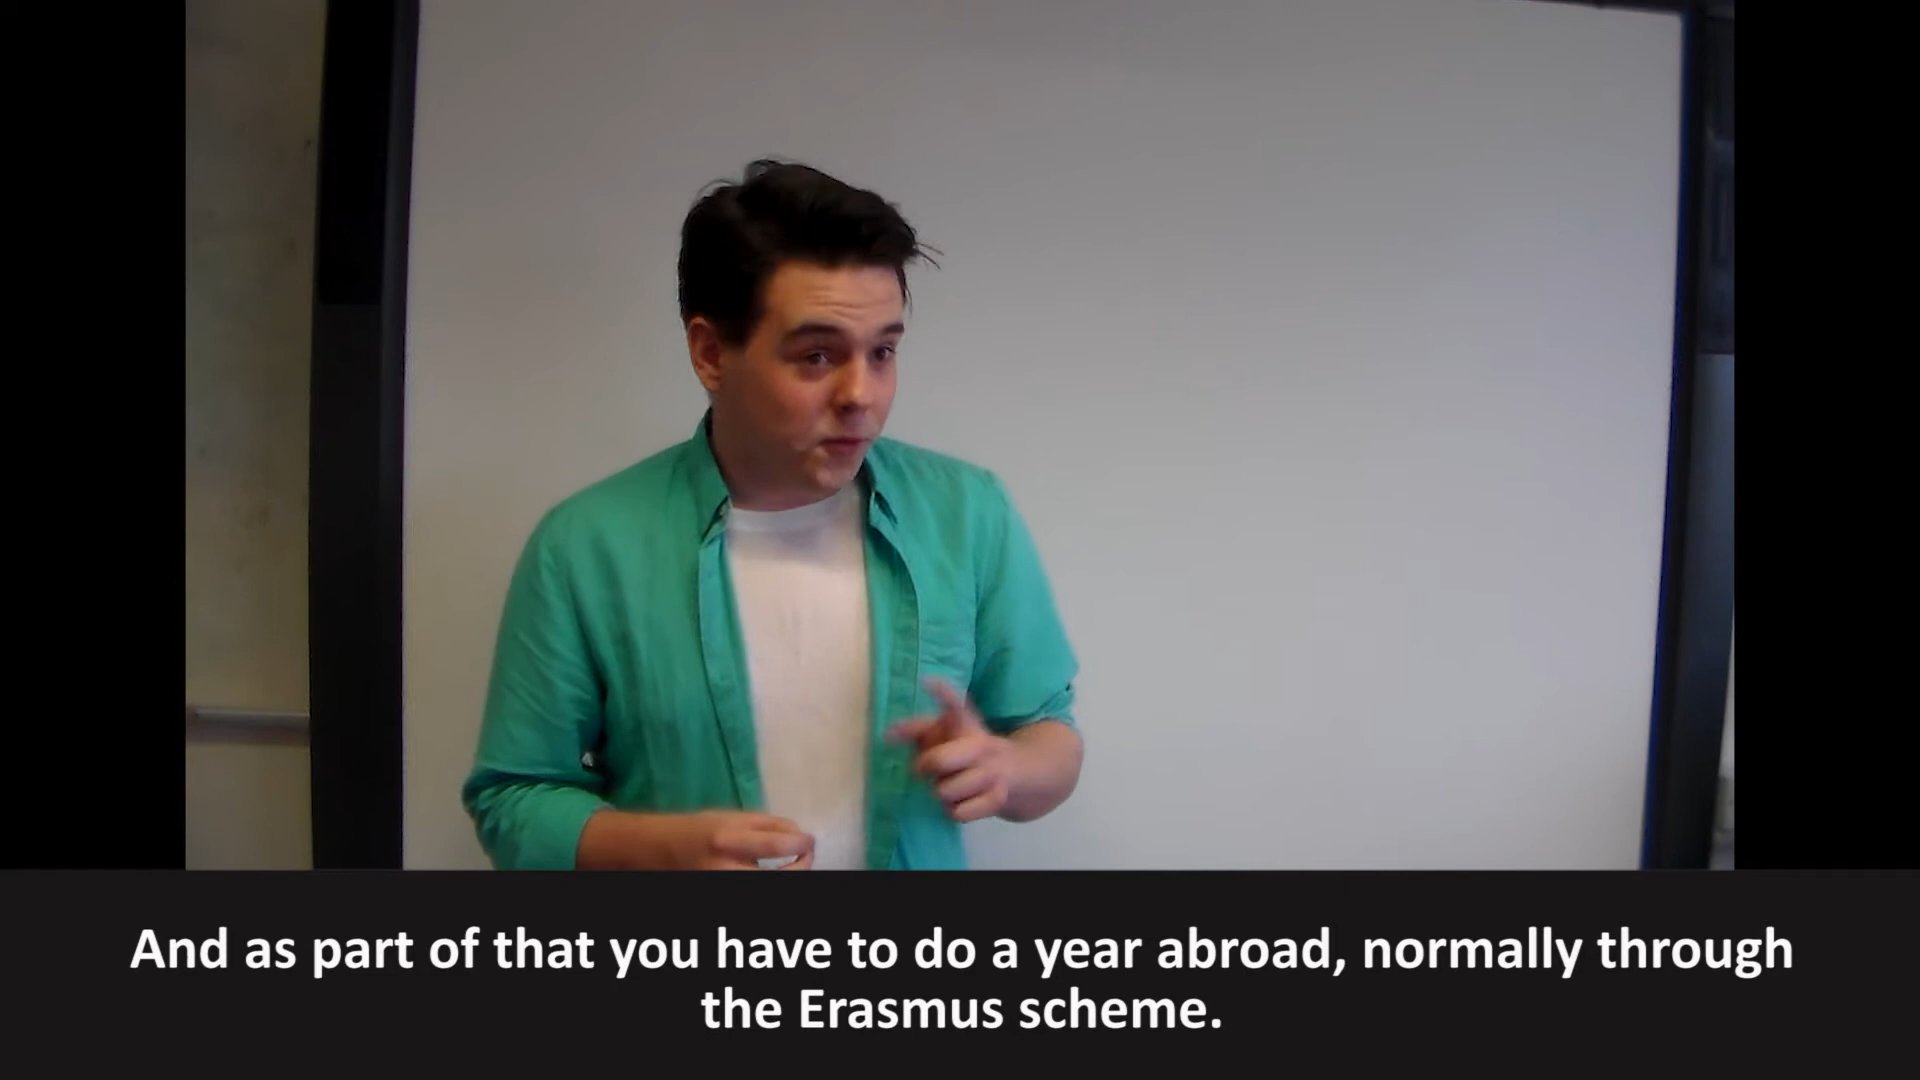 And as part of that you have to do a year abroad, normally through
the Erasmus scheme.